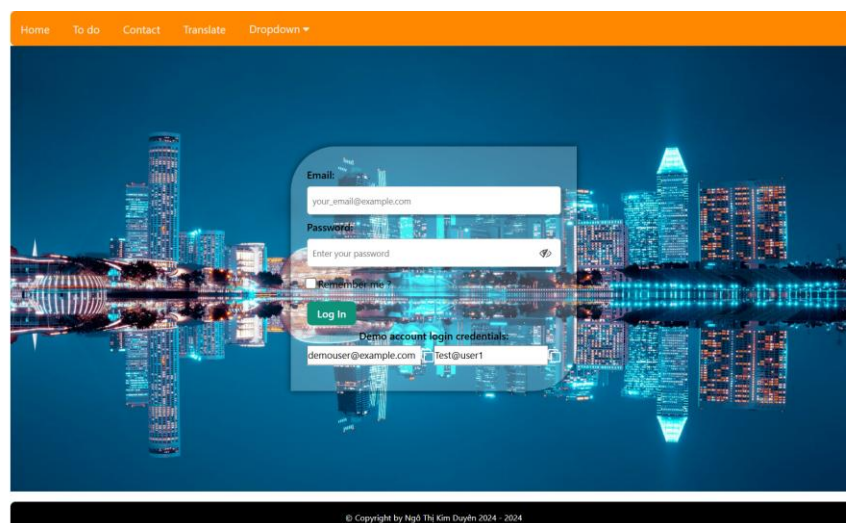 Home To do Contact Translate Dropdown
Email:
your_email@example.com
Password:
Enter your password
Remember me ?
Log In
Demo account login credentials:
demouser@example.com Test@user1
© Copyright by Ngô Thị Kim Duyên 2024 - 2024